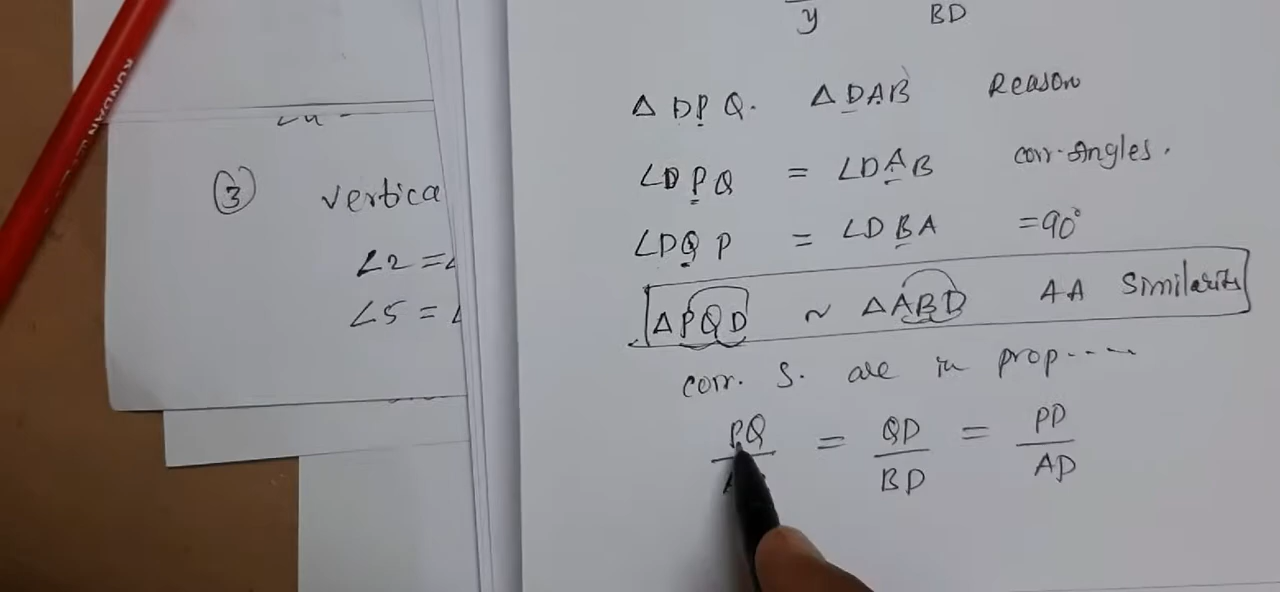 y BD
Δ DPQ. Δ DAB Reason
∠DPQ = ∠DAB corr. Angles.
∠DQP = ∠DBA =90°
ΔPQD ~ ΔABD AA Similarity
corr. S. are in prop....
PQ = QD = PD
BD AD
③ vertica
∠2 =∠
∠5 =
KUNDAN